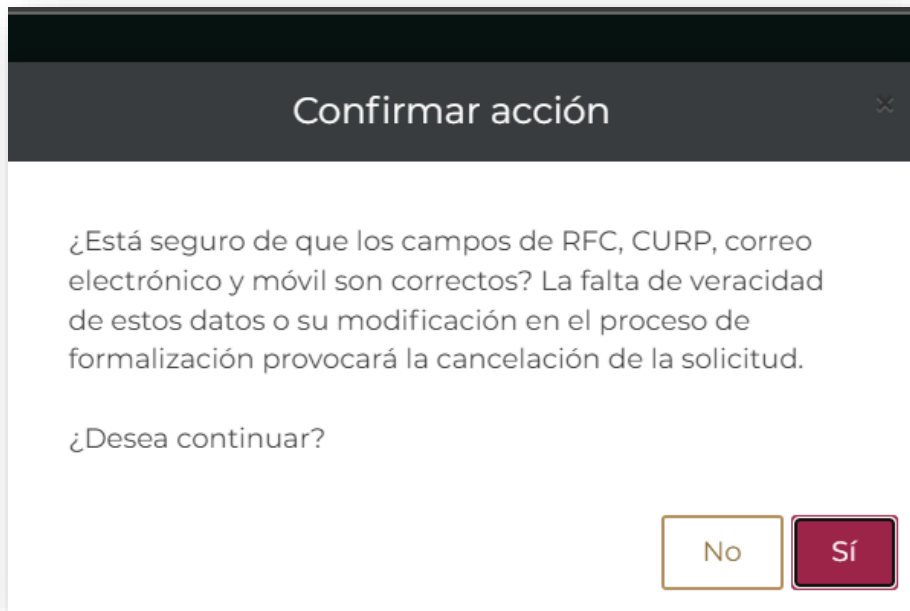 Confirmar acción
×
¿Está seguro de que los campos de RFC, CURP, correo
electrónico y móvil son correctos? La falta de veracidad
de estos datos o su modificación en el proceso de
formalización provocará la cancelación de la solicitud.
¿Desea continuar?
No
Sí